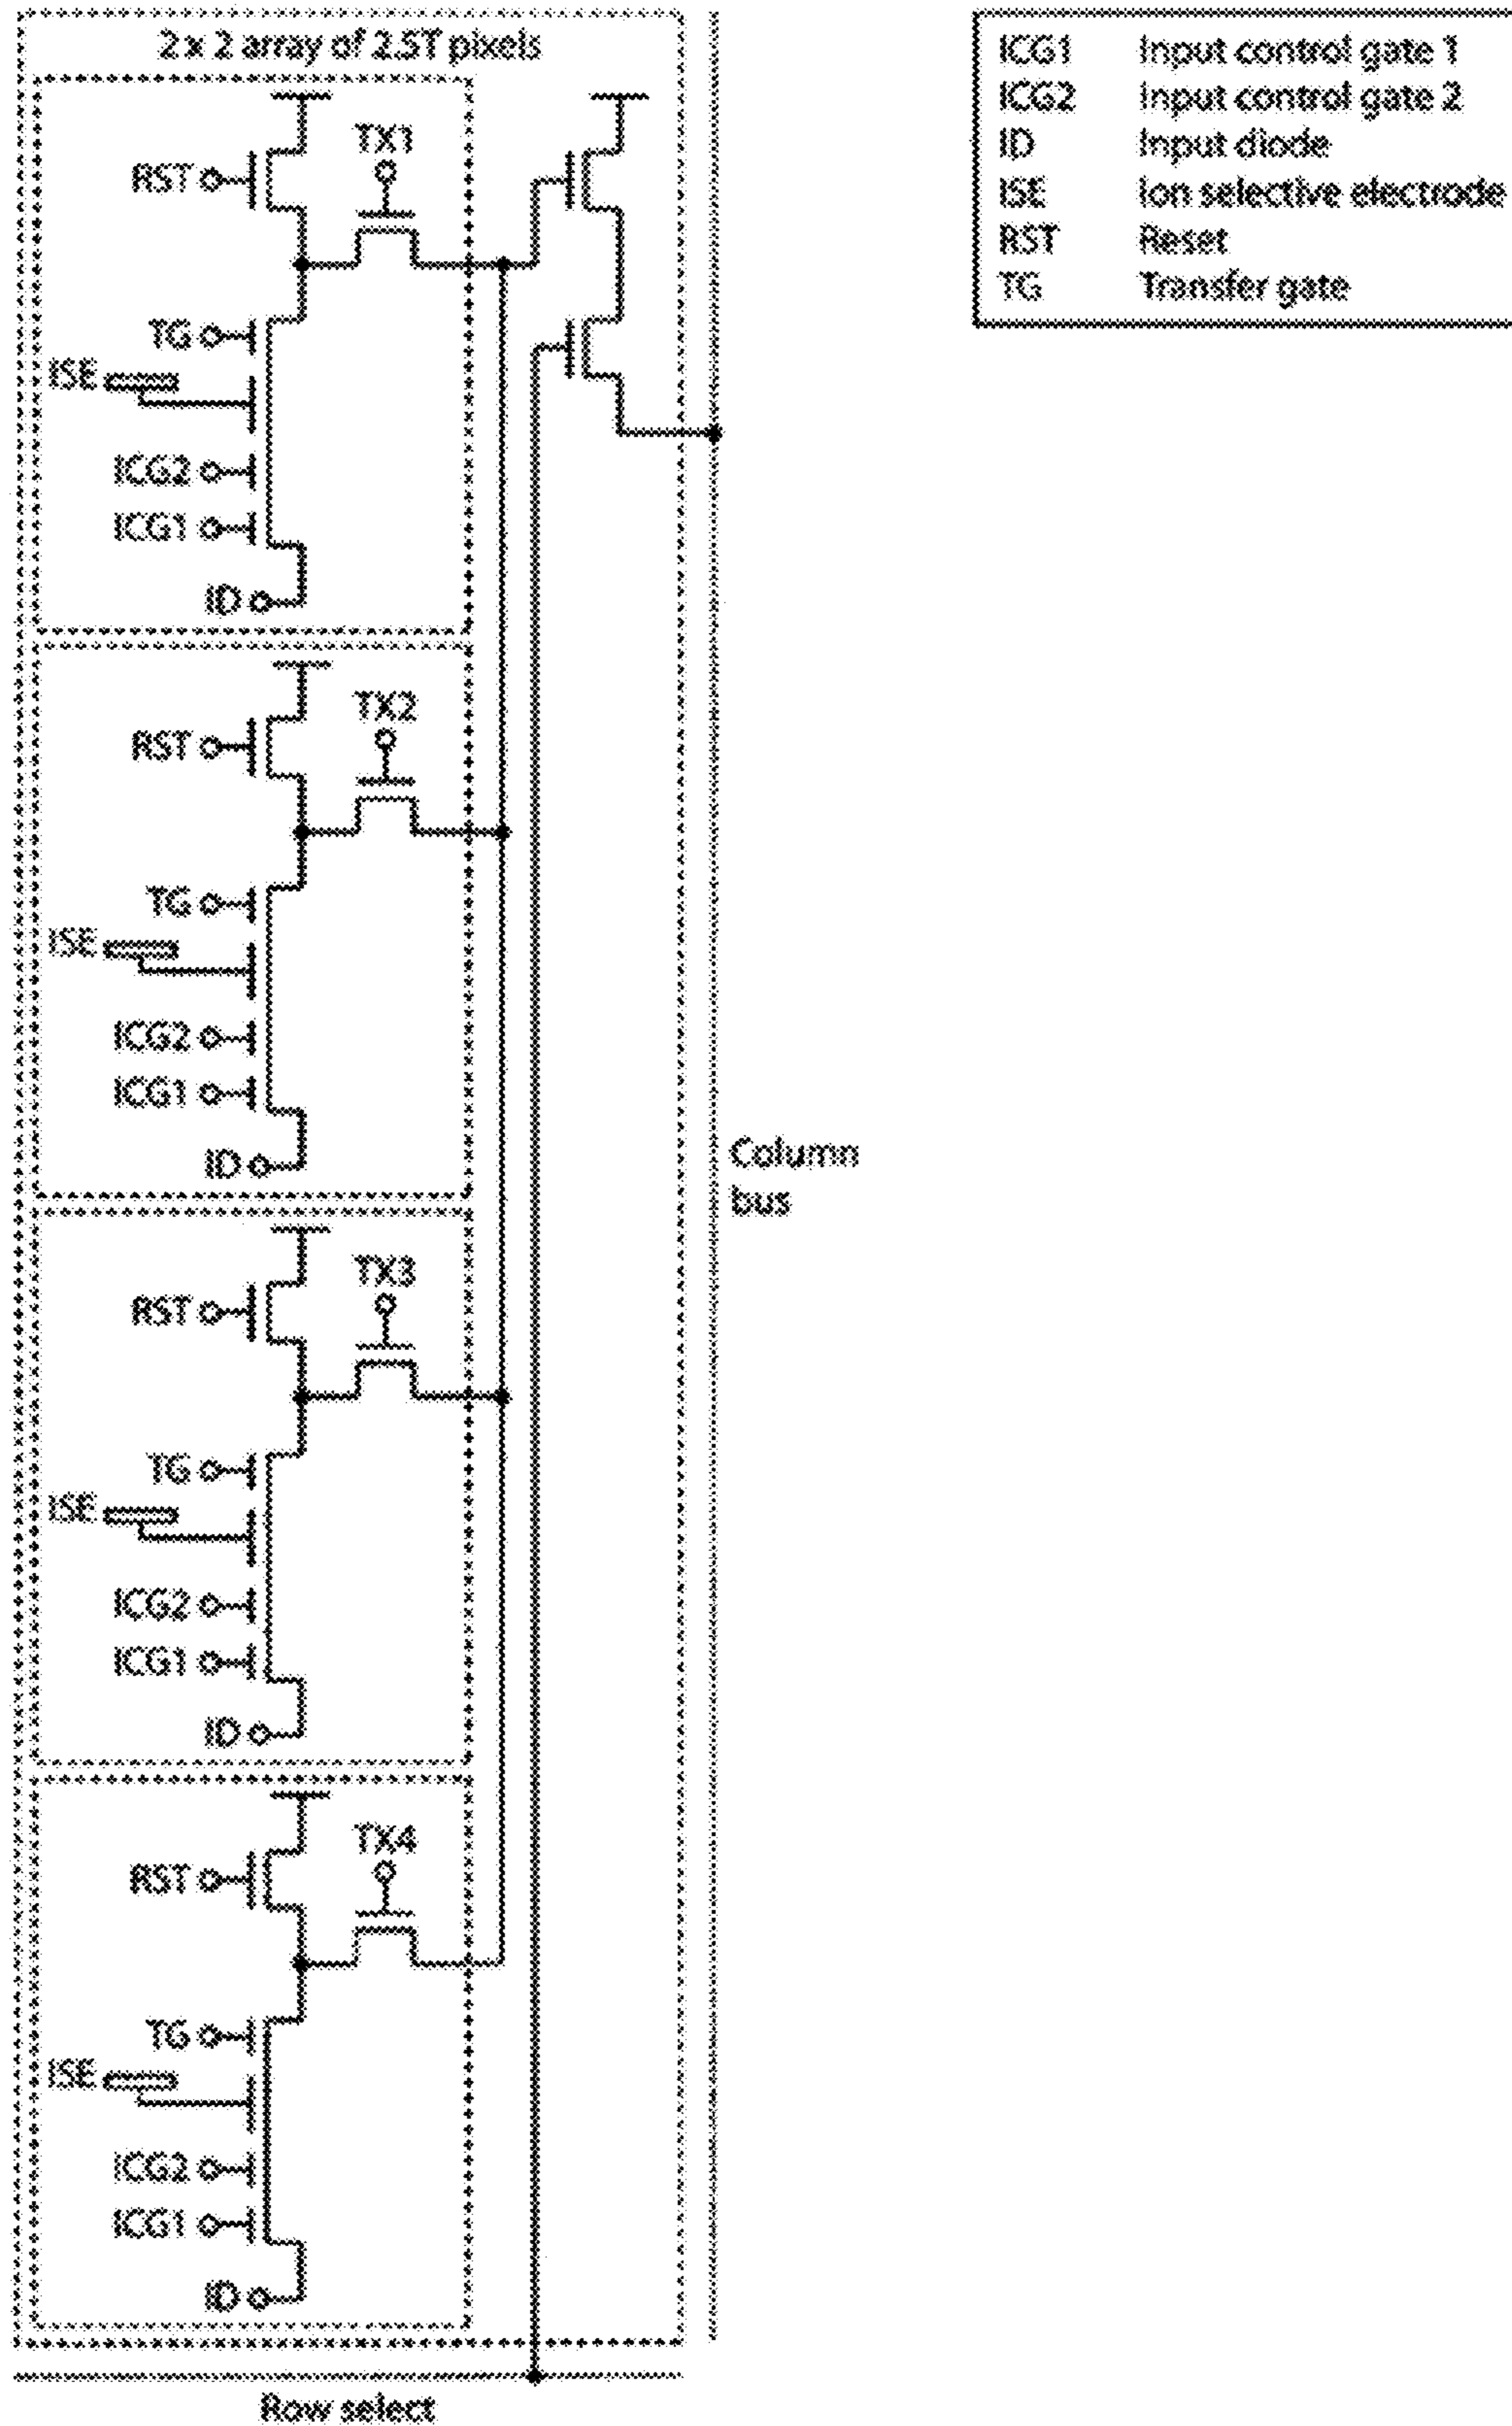 2 x 2 array of 2.5T pixels
TX1
RST
TG
ISE
ICG2
ICG1
ID
TX2
RST
TG
ISE
ICG2
ICG1
ID
TX3
RST
TG
ISE
ICG2
ICG1
ID
TX4
RST
TG
ISE
ICG2
ICG1
ID
Row select
Column
bus
ICG1 Input control gate 1
ICG2 Input control gate 2
ID Input diode
ISE Ion selective electrode
RST Reset
TG Transfer gate